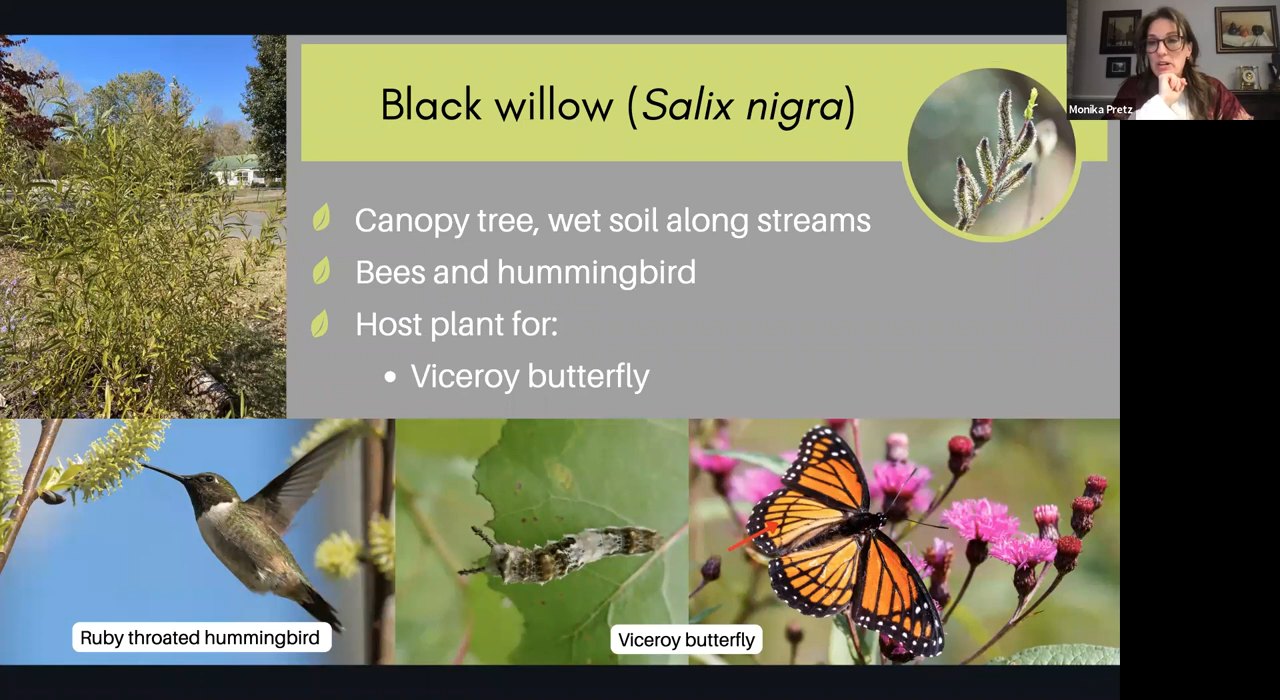 Black willow (Salix nigra)
Monika Pretz
Canopy tree, wet soil along streams
Bees and hummingbird
Host plant for:
• Viceroy butterfly
Ruby throated hummingbird
Viceroy butterfly